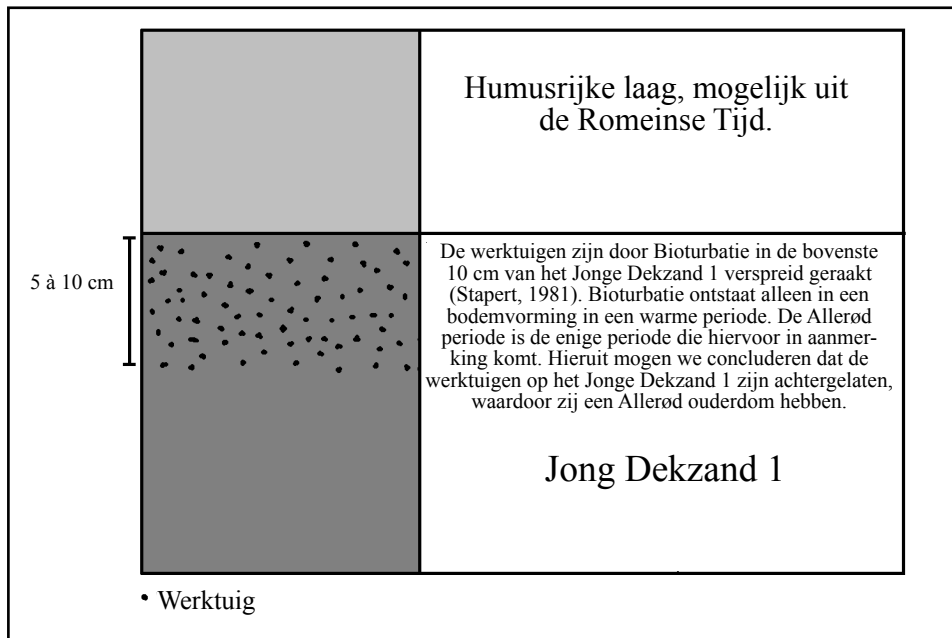 Humusrijke laag, mogelijk uit
de Romeinse Tijd.
5 à 10 cm
De werktuigen zijn door Bioturbatie in de bovenste
10 cm van het Jonge Dekzand 1 verspreid geraakt
(Stapert, 1981). Bioturbatie ontstaat alleen in een
bodemvorming in een warme periode. De Allerød
periode is de enige periode die hiervoor in aanmer-
king komt. Hieruit mogen we concluderen dat de
werktuigen op het Jonge Dekzand 1 zijn achtergelaten,
waardoor zij een Allerød ouderdom hebben.
Jong Dekzand 1
• Werktuig